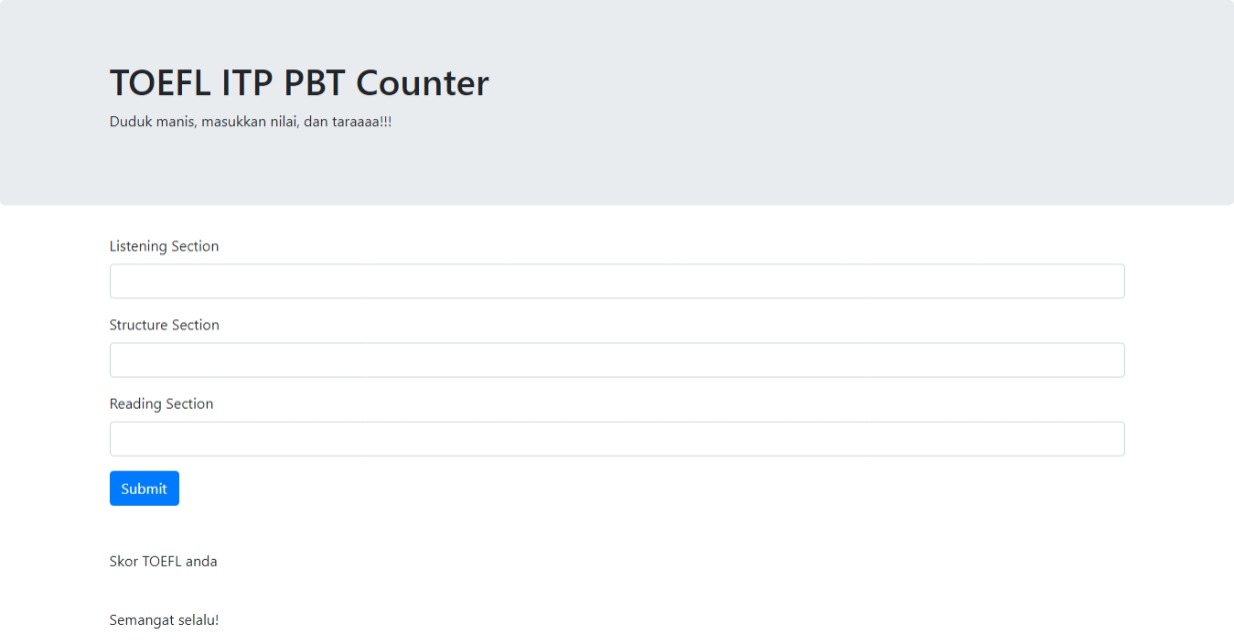 TOEFL ITP PBT Counter
Duduk manis, masukkan nilai, dan taraaaa!!!
Listening Section
Structure Section
Reading Section
Submit
Skor TOEFL anda
Semangat selalu!